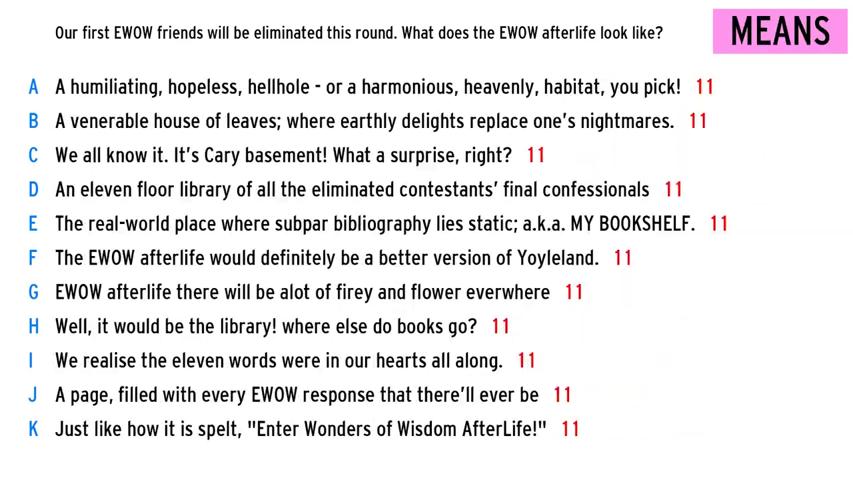 Our first EWOW friends will be eliminated this round. What does the EWOW afterlife look like?
MEANS
A A humiliating, hopeless, hellhole - or a harmonious, heavenly, habitat, you pick! 11
B A venerable house of leaves; where earthly delights replace one's nightmares. 11
C We all know it. It's Cary basement! What a surprise, right? 11
D An eleven floor library of all the eliminated contestants' final confessionals 11
E The real-world place where subpar bibliography lies static; a.k.a. MY BOOKSHELF. 11
F The EWOW afterlife would definitely be a better version of Yoyleland. 11
G EWOW afterlife there will be alot of firey and flower everwhere 11
H Well, it would be the library! where else do books go? 11
I We realise the eleven words were in our hearts all along. 11
J A page, filled with every EWOW response that there'll ever be 11
K Just like how it is spelt, "Enter Wonders of Wisdom AfterLife!" 11